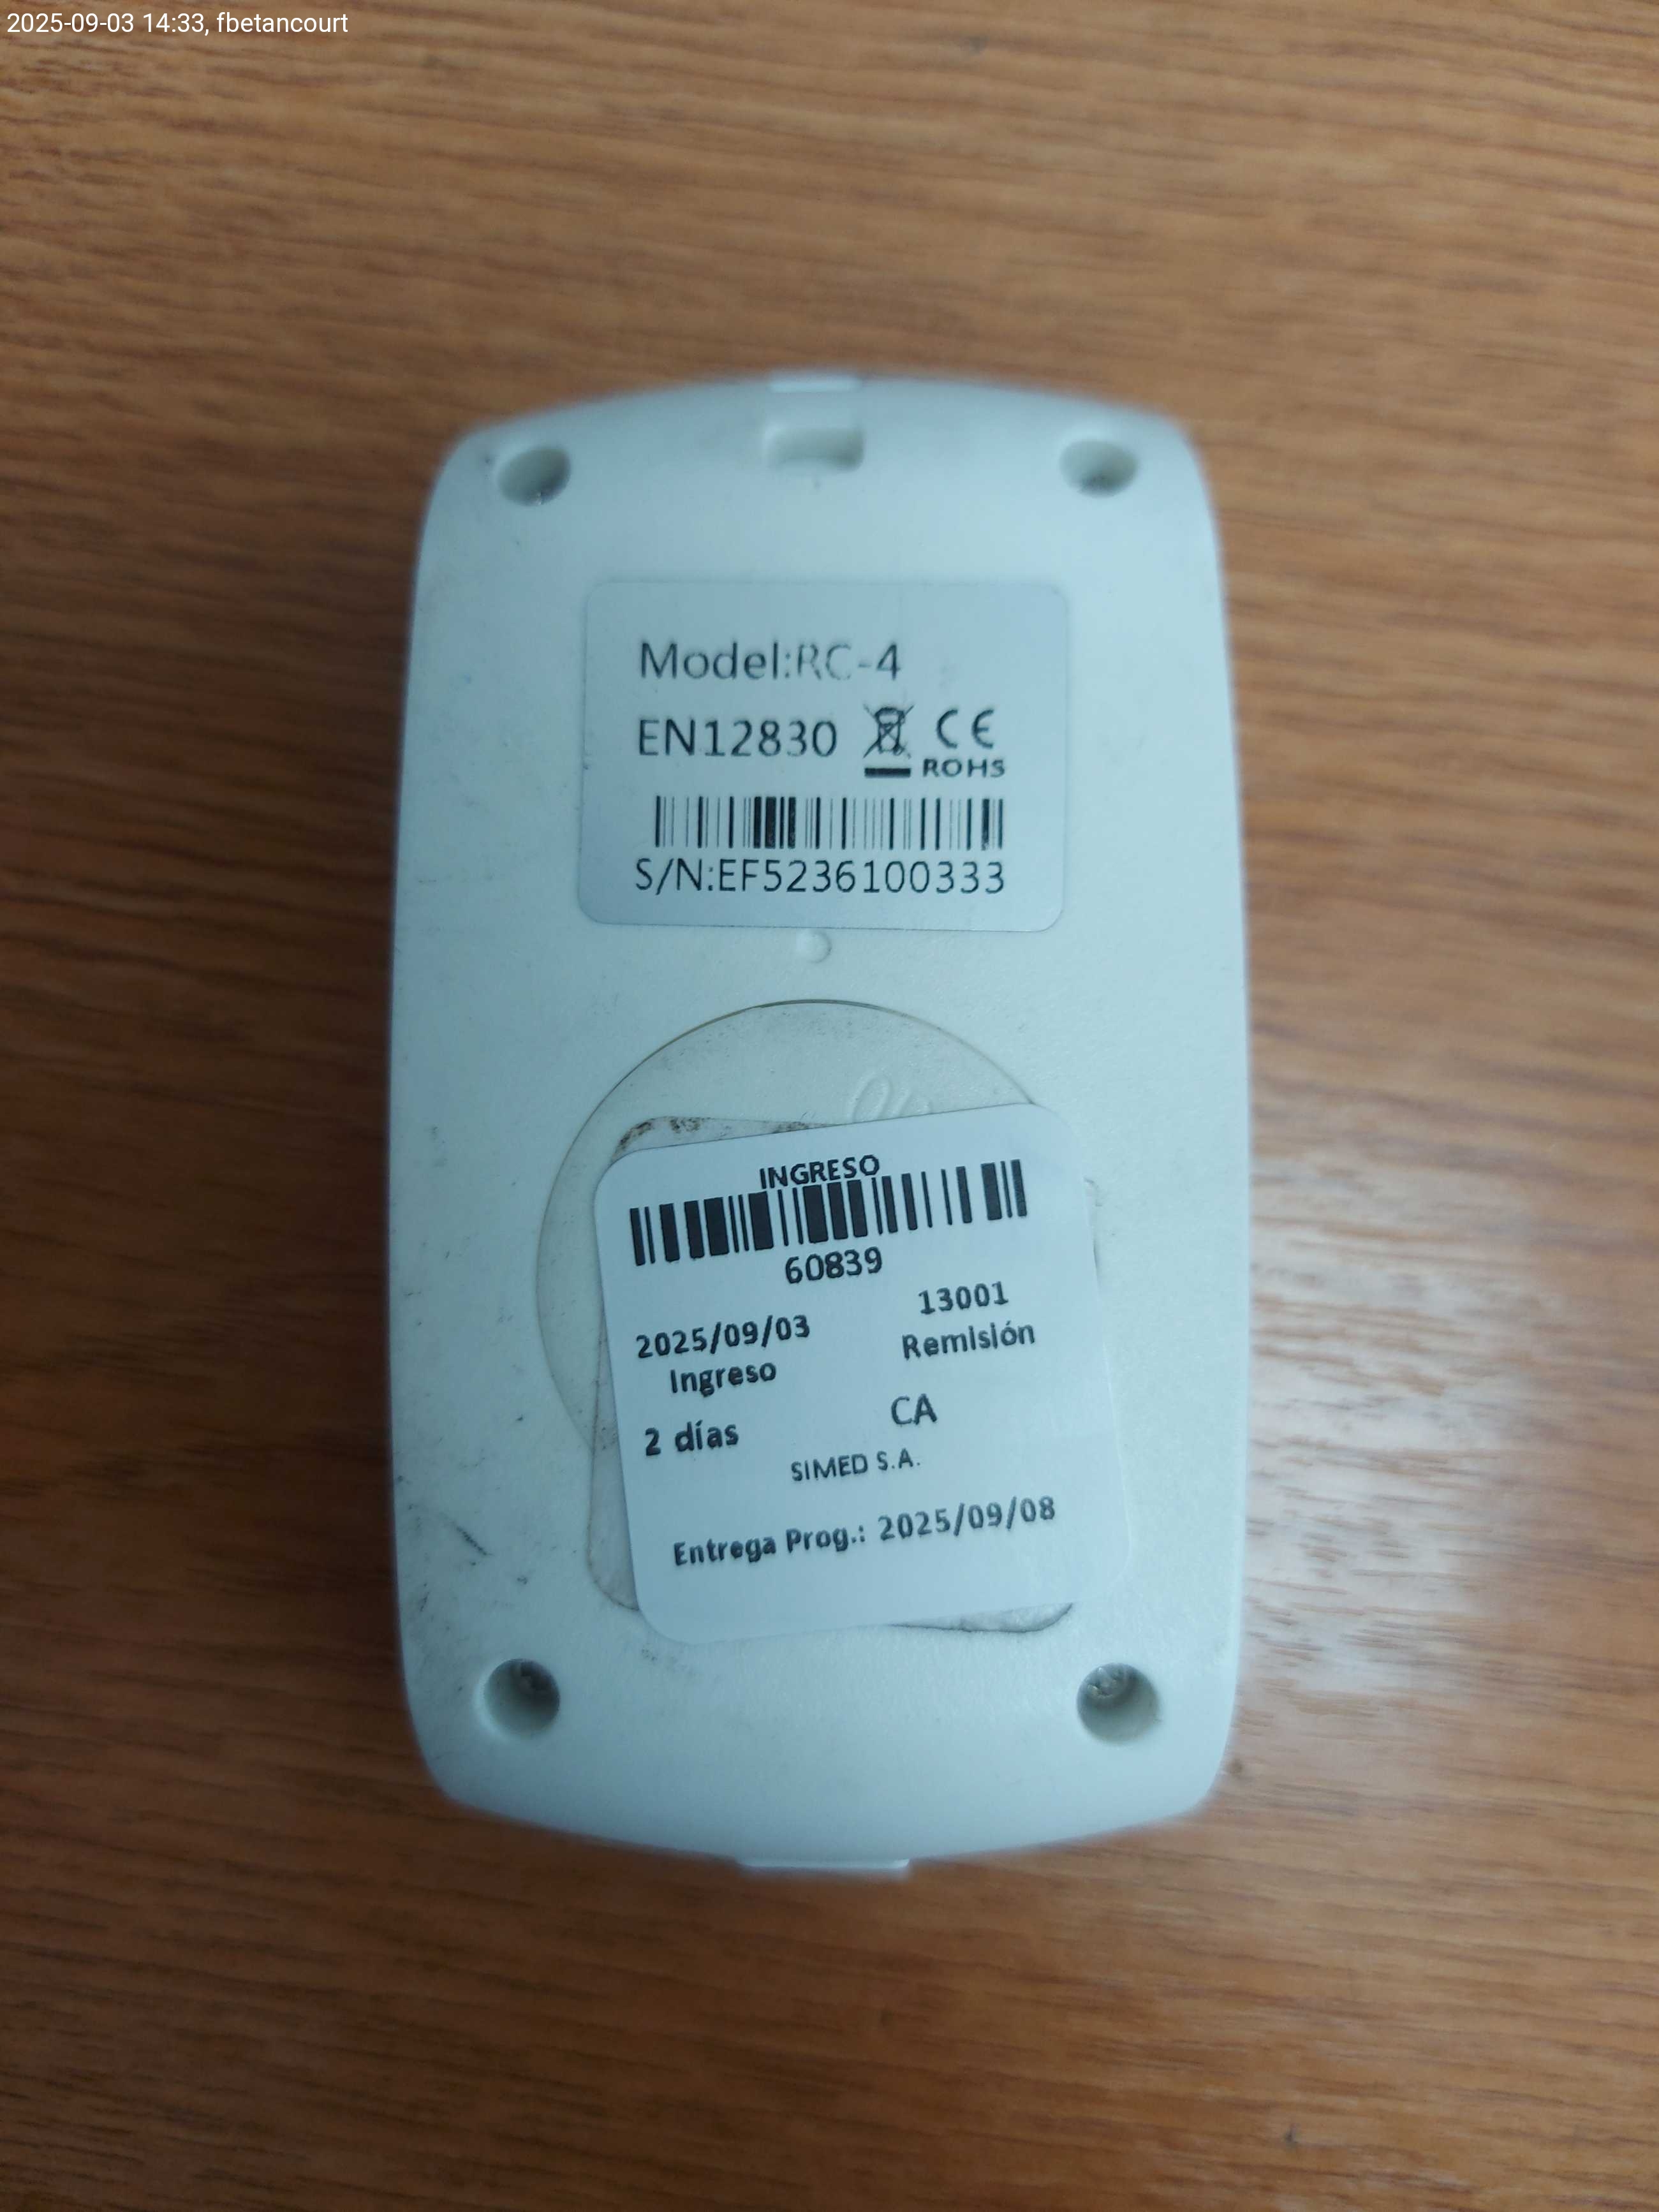 2025-09-03 14:33, fbetancourt
Model:RC-4
EN12830 CE
ROHS
S/N:EF5236100333
INGRESO
60839
2025/09/03 13001
Ingreso Remisión
2 días CA
SIMED S.A.
Entrega Prog.: 2025/09/08